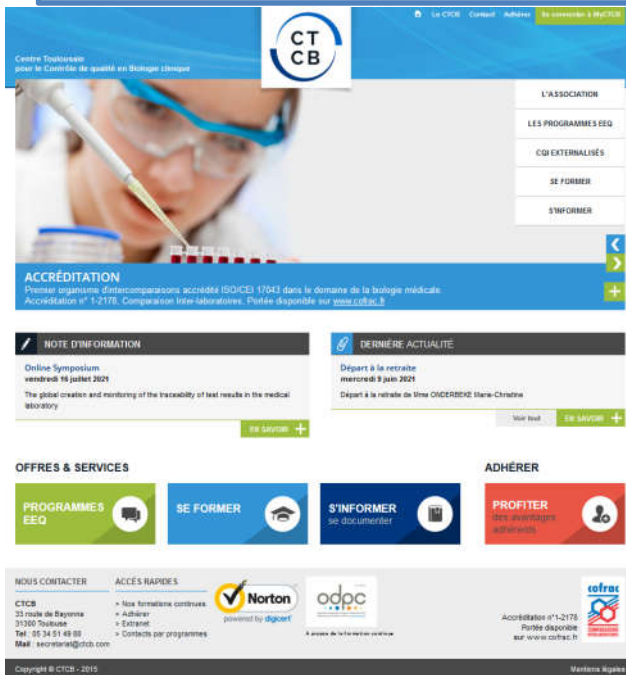 Le CTCB Contact Adhérer Se connecter à MyCTCB
CT
CB
Centre Toulousain
pour le Contrôle de qualité en Biologie clinique
L'ASSOCIATION
LES PROGRAMMES EEQ
CQI EXTERNALISÉS
SE FORMER
S'INFORMER
ACCRÉDITATION
Premier organisme d'intercomparaisons accrédité ISO/CEI 17043 dans le domaine de la biologie médicale.
Accréditation n° 1-2178, Comparaison Inter-laboratoires, Portée disponible sur www.cofrac.fr
NOTE D'INFORMATION
Online Symposium
vendredi 16 juillet 2021
The global creation and monitoring of the traceability of test results in the medical
laboratory
EN SAVOIR +
DERNIÈRE ACTUALITÉ
Départ à la retraite
mercredi 9 juin 2021
Départ à la retraite de Mme ONDERBEKE Marie-Christine
Voir tout EN SAVOIR +
OFFRES & SERVICES
PROGRAMMES
EEQ
SE FORMER
S'INFORMER
se documenter
ADHÉRER
PROFITER
des avantages
adhérents
NOUS CONTACTER
CTCB
33 route de Bayonne
31300 Toulouse
Tel : 05 34 51 49 80
Mail : secretariat@ctcb.com
ACCÈS RAPIDES
» Nos formations continues
» Adhérer
» Extranet
» Contacts par programmes
Norton
powered by digicert
odpc
A propos de la formation continue
Accréditation n°1-2178
Portée disponible
sur www.cofrac.fr
cofrac
Copyright © CTCB - 2015
Mentions légales